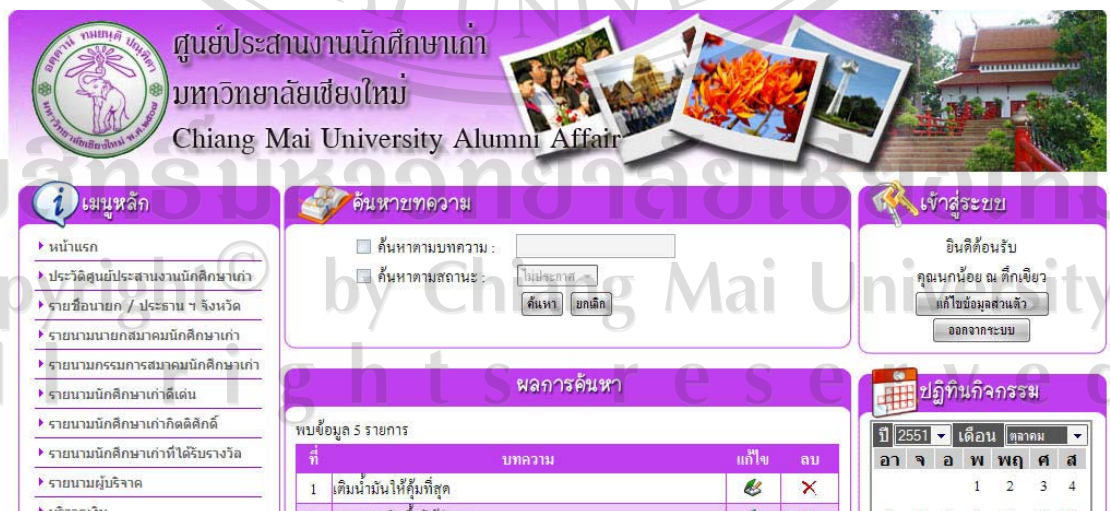 ศูนย์ประสานงานนักศึกษาเก่า
มหาวิทยาลัยเชียงใหม่
Chiang Mai University Alumni Affair
เมนูหลัก
หน้าแรก
ประวัติศูนย์ประสานงานนักศึกษาเก่า
รายชื่อนายก / ประธาน ฯ จังหวัด
รายนามนายกสมาคมนักศึกษาเก่า
รายนามกรรมการสมาคมนักศึกษาเก่า
รายนามนักศึกษาเก่าดีเด่น
รายนามนักศึกษาเก่ากิตติศักดิ์
รายนามนักศึกษาเก่าที่ได้รับรางวัล
รายนามผู้บริจาค
ค้นหาบทความ
ค้นหาตามบทความ :
ค้นหาตามสถานะ : ไม่ประกาศ
ค้นหา ยกเลิก
ผลการค้นหา
พบข้อมูล 5 รายการ
ที่ บทความ แก้ไข ลบ
1 เติมน้ำมันให้คุ้มที่สุด
เข้าสู่ระบบ
ยินดีต้อนรับ
คุณนกน้อย ณ ตึกเขียว
แก้ไขข้อมูลส่วนตัว
ออกจากระบบ
ปฏิทินกิจกรรม
ปี 2551 เดือน ตุลาคม
อา จ อ พ พฤ ศ ส
1 2 3 4
by Chiang Mai University
rights reserved